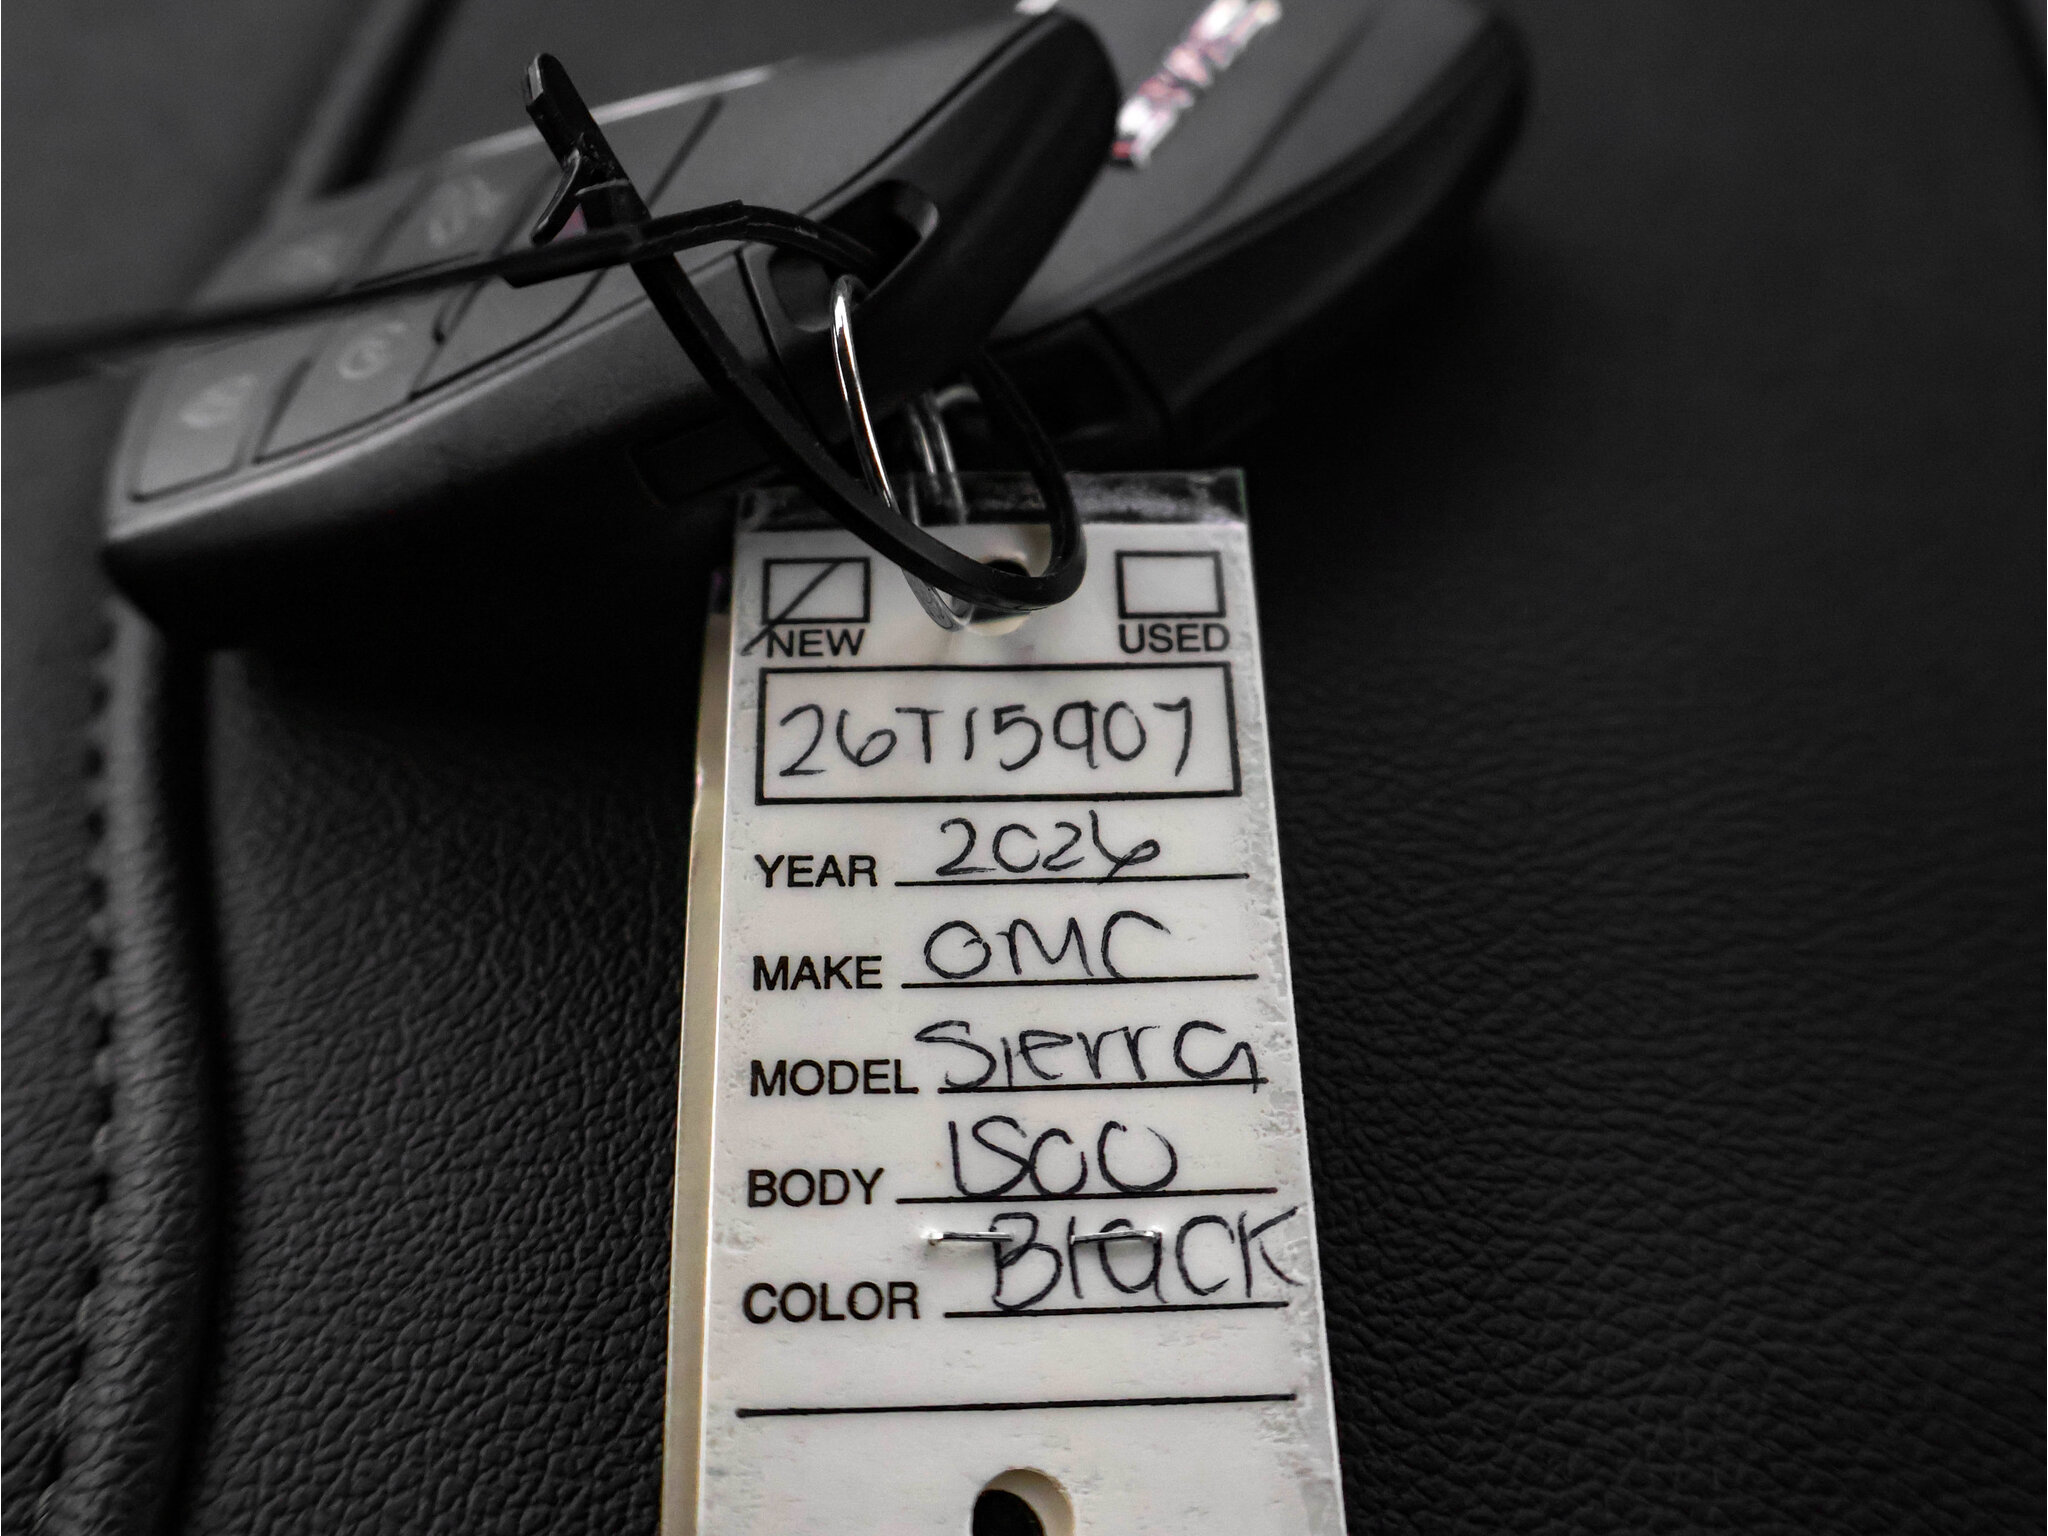 NEW USED
26T15907
YEAR 2026
MAKE GMC
MODEL Sierra
BODY 1500
COLOR Black